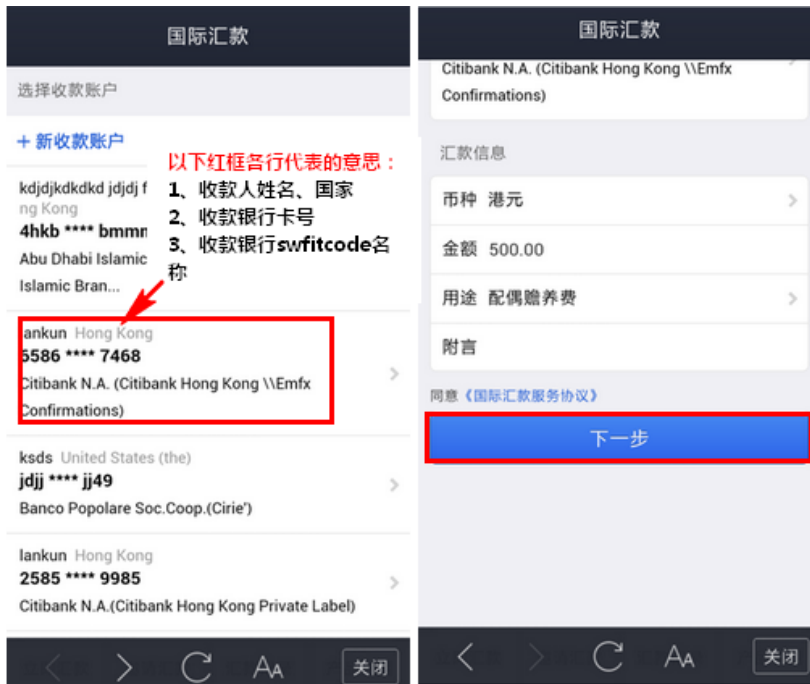 国际汇款
选择收款账户
+ 新收款账户
以下红框各行代表的意思：
1、收款人姓名、国家
2、收款银行卡号
3、收款银行swfitcode名
称
kdjdjkdkdkd jdjdj f
ng Kong
4hkb **** bmmn
Abu Dhabi Islamic
Islamic Bran...
lankun Hong Kong
6586 **** 7468
Citibank N.A. (Citibank Hong Kong \\Emfx
Confirmations)
ksds United States (the)
jdjj **** jj49
Banco Popolare Soc.Coop.(Cirie')
lankun Hong Kong
2585 **** 9985
Citibank N.A.(Citibank Hong Kong Private Label)
AA
关闭
国际汇款
Citibank N.A. (Citibank Hong Kong \\Emfx
Confirmations)
汇款信息
币种 港元
金额 500.00
用途 配偶赡养费
附言
同意《国际汇款服务协议》
下一步
AA
关闭